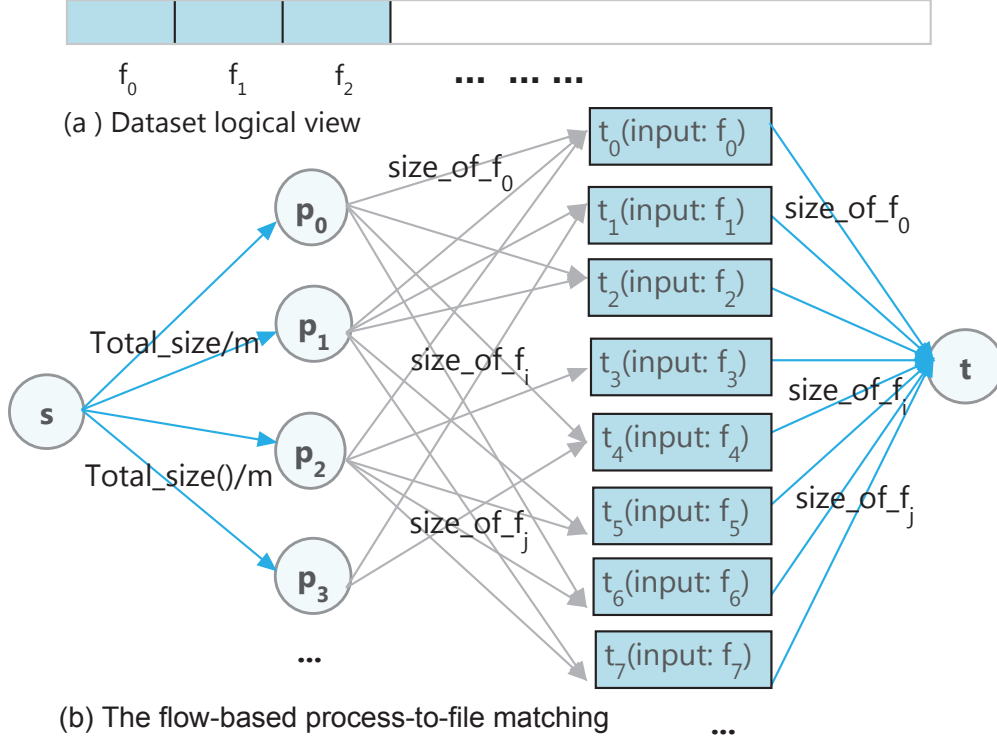 f₀ f₁ f₂ ... ... ...
(a ) Dataset logical view
t₀(input: f₀)
size_of_f₀
p₀
t₁(input: f₁)
size_of_f₀
t₂(input: f₂)
p₁
Total_size/m
size_of_fᵢ
t₃(input: f₃)
t
size_of_fᵢ
s
p₂
t₄(input: f₄)
Total_size()/m
size_of_fⱼ
t₅(input: f₅)
size_of_fⱼ
p₃
t₆(input: f₆)
...
t₇(input: f₇)
(b) The flow-based process-to-file matching
...